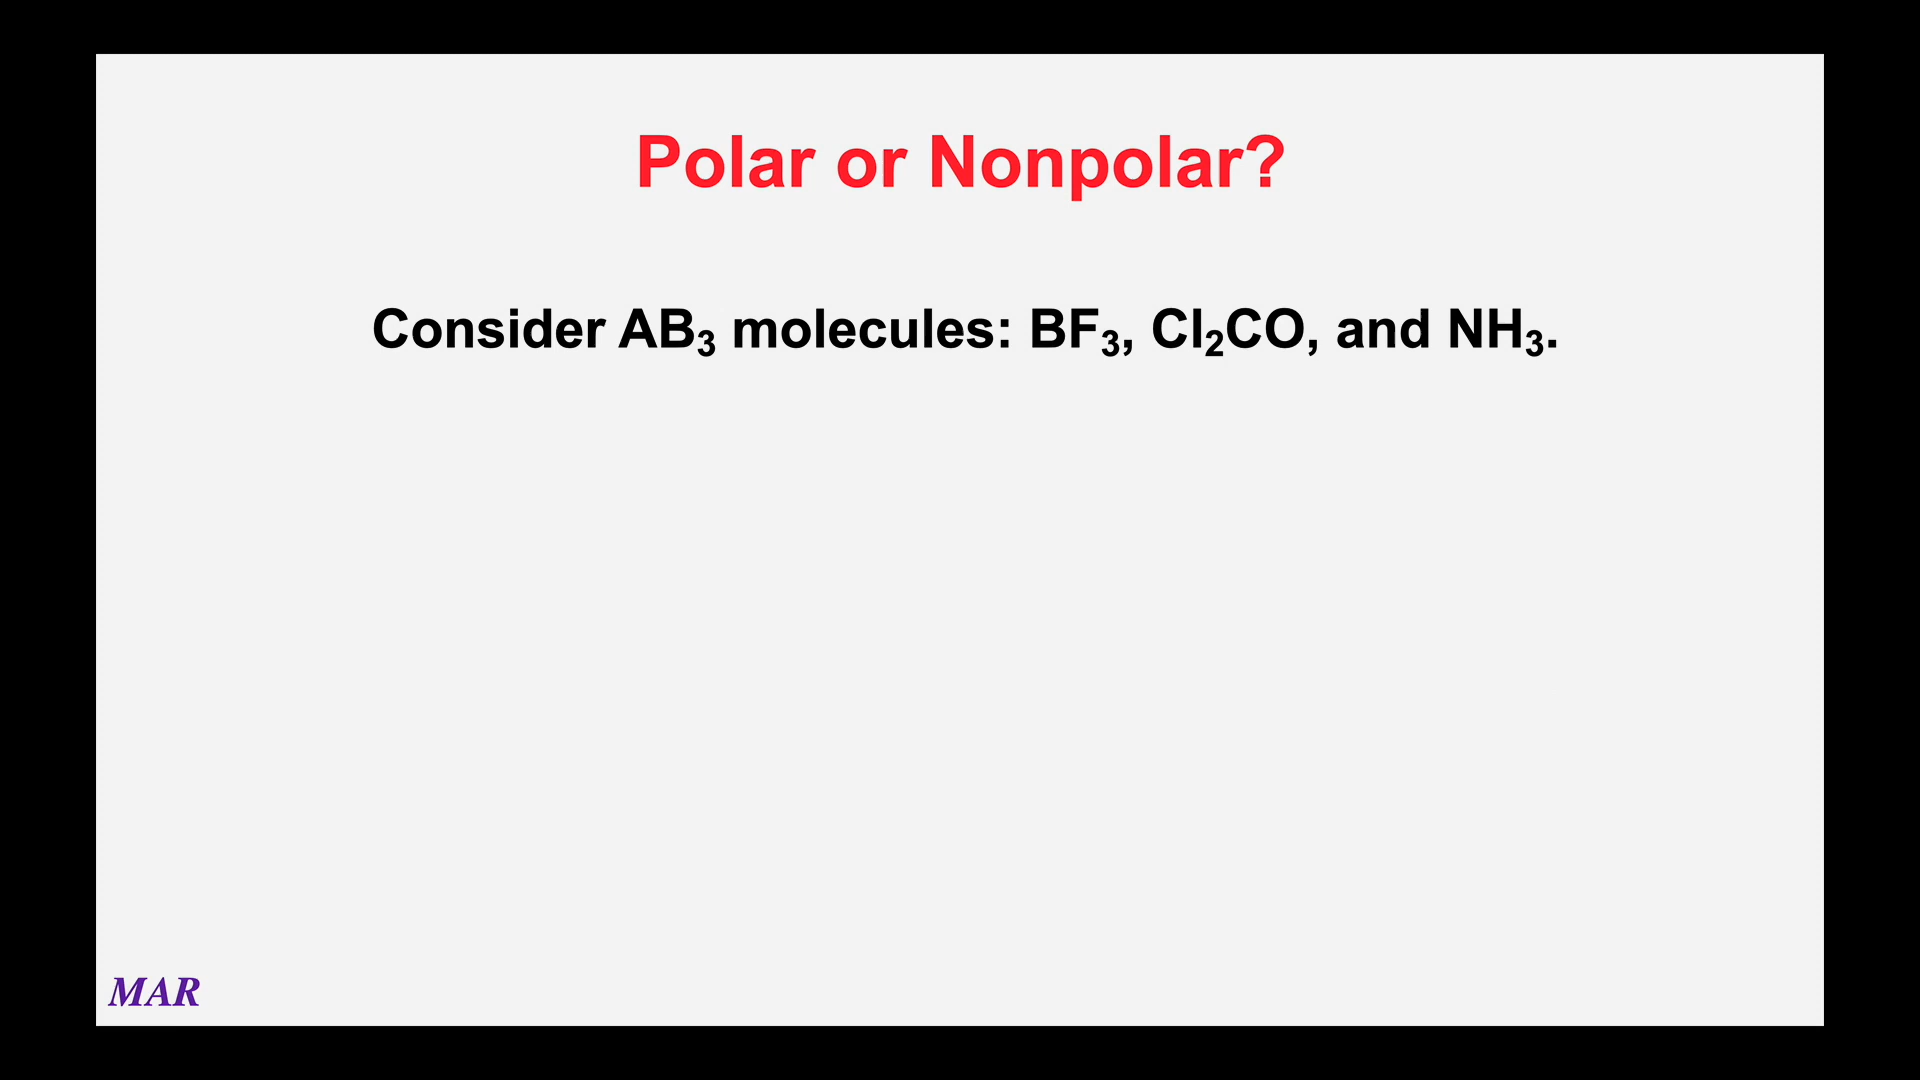 Polar or Nonpolar?
Consider AB₃ molecules: BF₃, Cl₂CO, and NH₃.
MAR